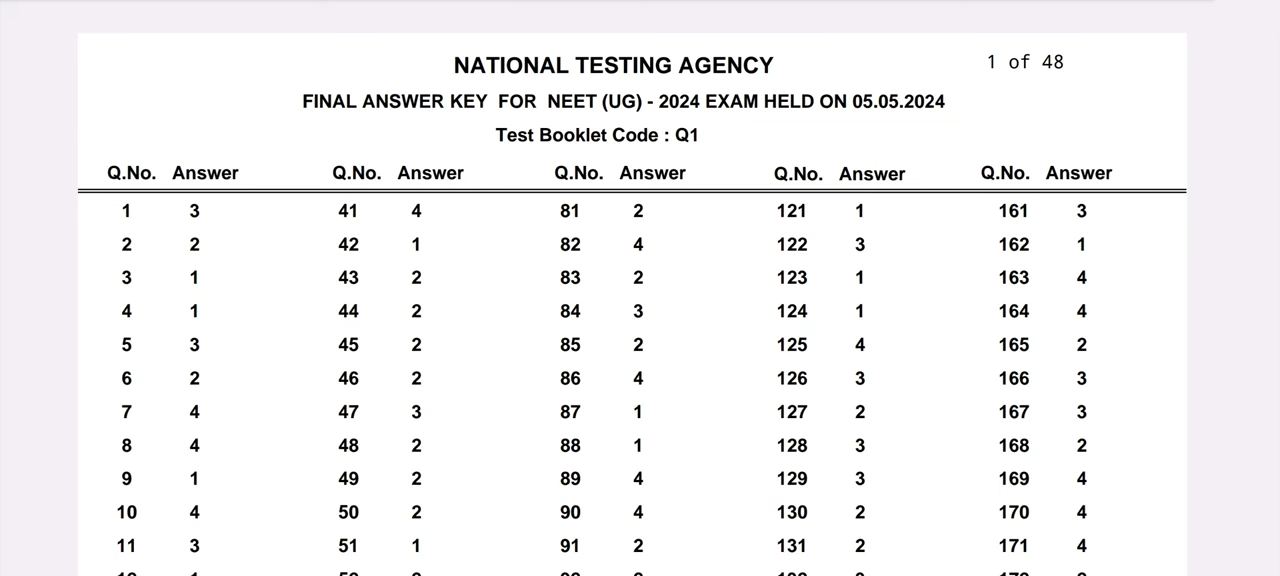 NATIONAL TESTING AGENCY 1 of 48
FINAL ANSWER KEY FOR NEET (UG) - 2024 EXAM HELD ON 05.05.2024
Test Booklet Code : Q1
Q.No. Answer Q.No. Answer Q.No. Answer Q.No. Answer Q.No. Answer
1 3 41 4 81 2 121 1 161 3
2 2 42 1 82 4 122 3 162 1
3 1 43 2 83 2 123 1 163 4
4 1 44 2 84 3 124 1 164 4
5 3 45 2 85 2 125 4 165 2
6 2 46 2 86 4 126 3 166 3
7 4 47 3 87 1 127 2 167 3
8 4 48 2 88 1 128 3 168 2
9 1 49 2 89 4 129 3 169 4
10 4 50 2 90 4 130 2 170 4
11 3 51 1 91 2 131 2 171 4